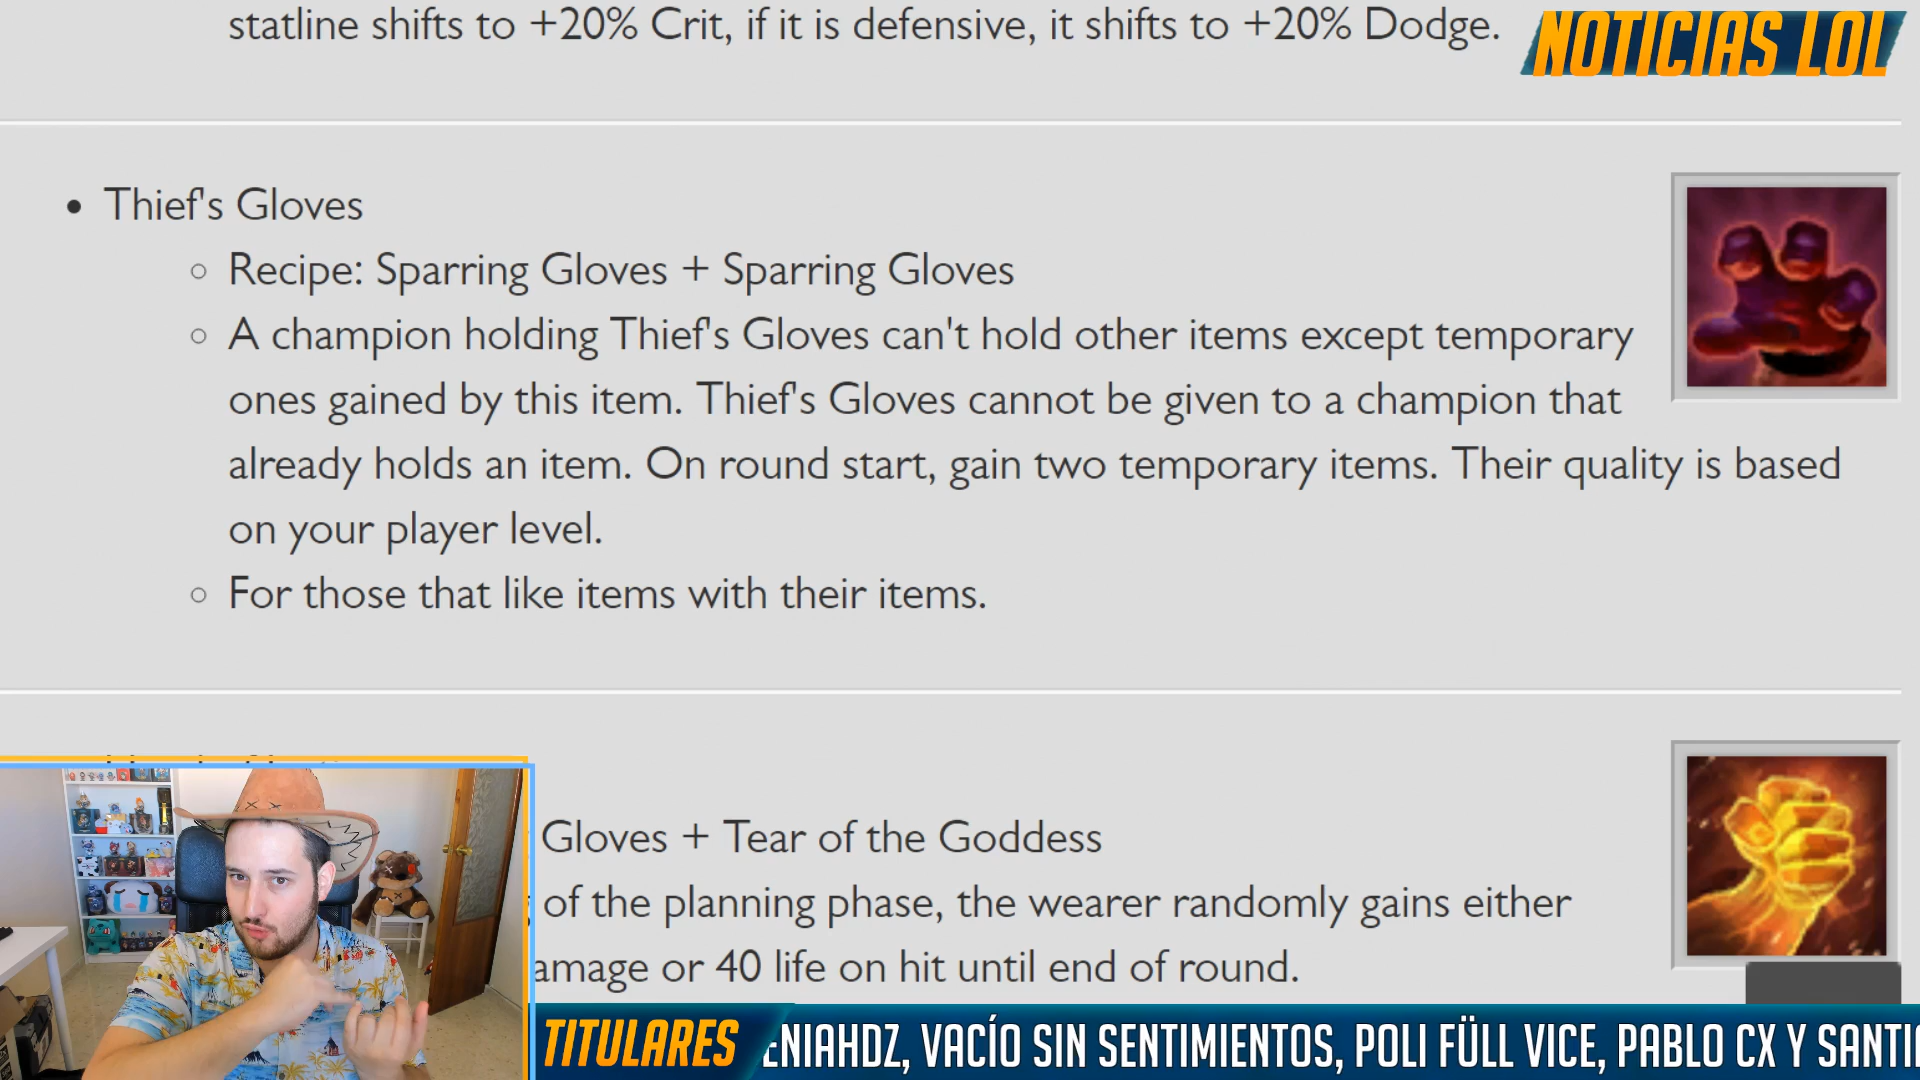 statline shifts to +20% Crit, if it is defensive, it shifts to +20% Dodge.
NOTICIAS LOL
Thief's Gloves
Recipe: Sparring Gloves + Sparring Gloves
A champion holding Thief's Gloves can't hold other items except temporary
ones gained by this item. Thief's Gloves cannot be given to a champion that
already holds an item. On round start, gain two temporary items. Their quality is based
on your player level.
For those that like items with their items.
Gloves + Tear of the Goddess
of the planning phase, the wearer randomly gains either
amage or 40 life on hit until end of round.
TITULARES
ENIAHDZ, VACÍO SIN SENTIMIENTOS, POLI FÜLL VICE, PABLO CX Y SANTI